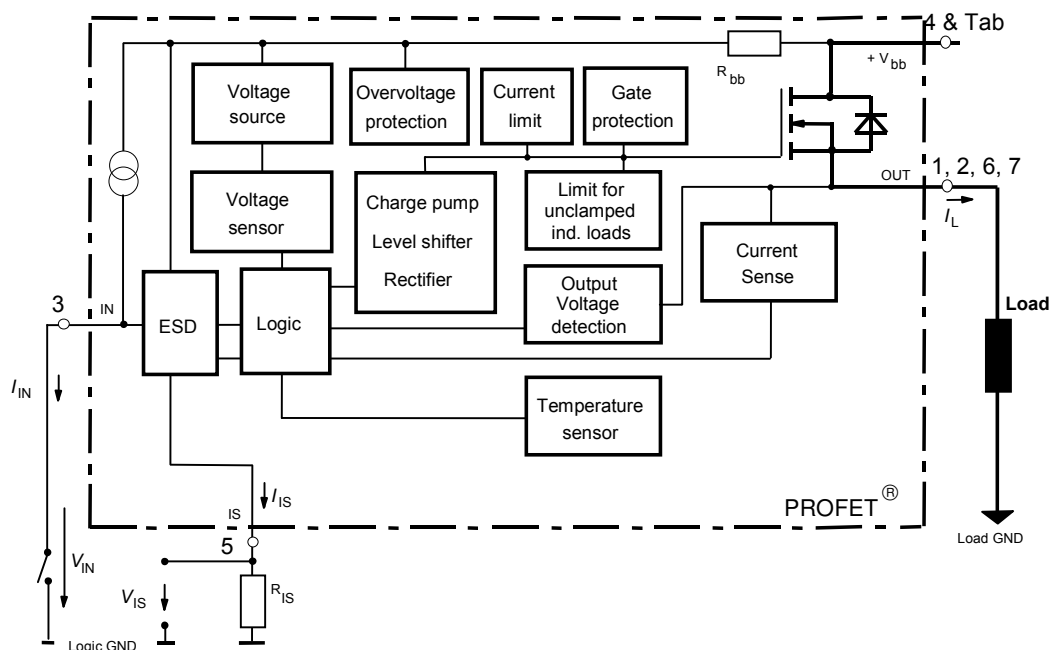 4 & Tab
R bb
+ V bb
Voltage
source
Overvoltage
protection
Current
limit
Gate
protection
OUT
1, 2, 6, 7
I L
Voltage
sensor
Charge pump
Level shifter
Rectifier
Limit for
unclamped
ind. loads
Current
Sense
3
IN
ESD
Logic
Output
Voltage
detection
Load
I IN
Temperature
sensor
I IS
IS
PROFET ®
Load GND
5
V IN
V IS
R IS
Logic GND